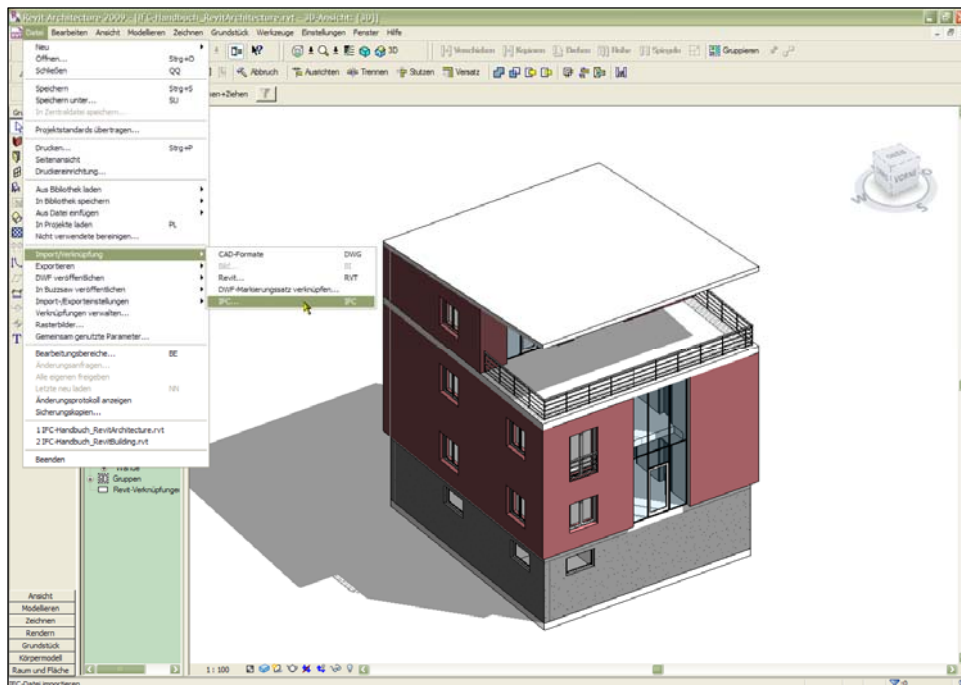 Revit Architecture 2009 - [IFC-Handbuch_RevitArchitecture.rvt - 3D-Ansicht: {3D}]
Datei Bearbeiten Ansicht Modellieren Zeichnen Grundstück Werkzeuge Einstellungen Fenster Hilfe
3D Verschieben Kopieren Gruppieren
Abbruch Ausrichten Trennen Stutzen Versatz
Neu
Öffnen... Strg+O
Schließen QQ
Speichern Strg+S
Speichern unter... SU
In Zentraldatei speichern...
Projektstandards übertragen...
Drucken... Strg+P
Seitenansicht
Druckereinrichtung...
Aus Bibliothek laden
In Bibliothek speichern
Aus Datei einfügen
In Projekte laden PL
Nicht verwendete bereinigen...
Import/Verknüpfung
Exportieren
DWF veröffentlichen
In Buzzsaw veröffentlichen
Import-/Exporteinstellungen
Verknüpfungen verwalten...
Rasterbilder...
Gemeinsam genutzte Parameter...
Bearbeitungsbereiche... BE
Änderungsanfragen...
Alle eigenen freigeben
Letzte neu laden NN
Änderungsprotokoll anzeigen
Sicherungskopien...
1 IFC-Handbuch_RevitArchitecture.rvt
2 IFC-Handbuch_RevitBuilding.rvt
Beenden
CAD-Formate DWG
Bild... BI
Revit... RVT
DWF-Markierungssatz verknüpfen...
IFC... IFC
Wände
Gruppen
Revit-Verknüpfungen
VORNE
W
S
Ansicht
Modellieren
Zeichnen
Rendern
Grundstück
Körpermodell
Raum und Fläche
1 : 100
IFC-Datei importieren